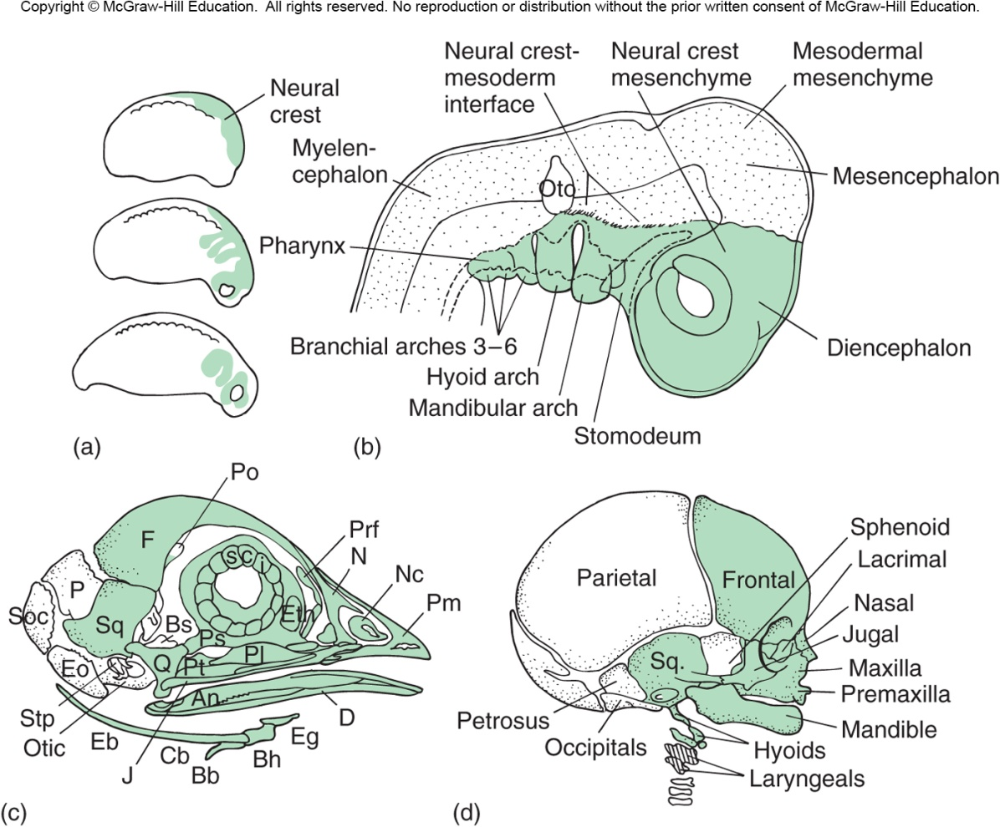 Copyright © McGraw-Hill Education. All rights reserved. No reproduction or distribution without the prior written consent of McGraw-Hill Education.
Neural
crest
(a)
Neural crest-
mesoderm
interface
Neural crest
mesenchyme
Mesodermal
mesenchyme
Myelen-
cephalon
Oto
Mesencephalon
Pharynx
Diencephalon
Branchial arches 3–6
Hyoid arch
Mandibular arch
Stomodeum
(b)
Po
Prf
N
Nc
Pm
F
P
Soc
Sq
Bs
sc i
Eth
Ps
Pl
Q
Pt
Eo
An
Stp
Otic
Eb
J
Cb
Bb
Bh
Eg
D
(c)
Sphenoid
Lacrimal
Parietal
Frontal
Nasal
Jugal
Sq.
Maxilla
Premaxilla
Petrosus
Mandible
Occipitals
Hyoids
Laryngeals
(d)